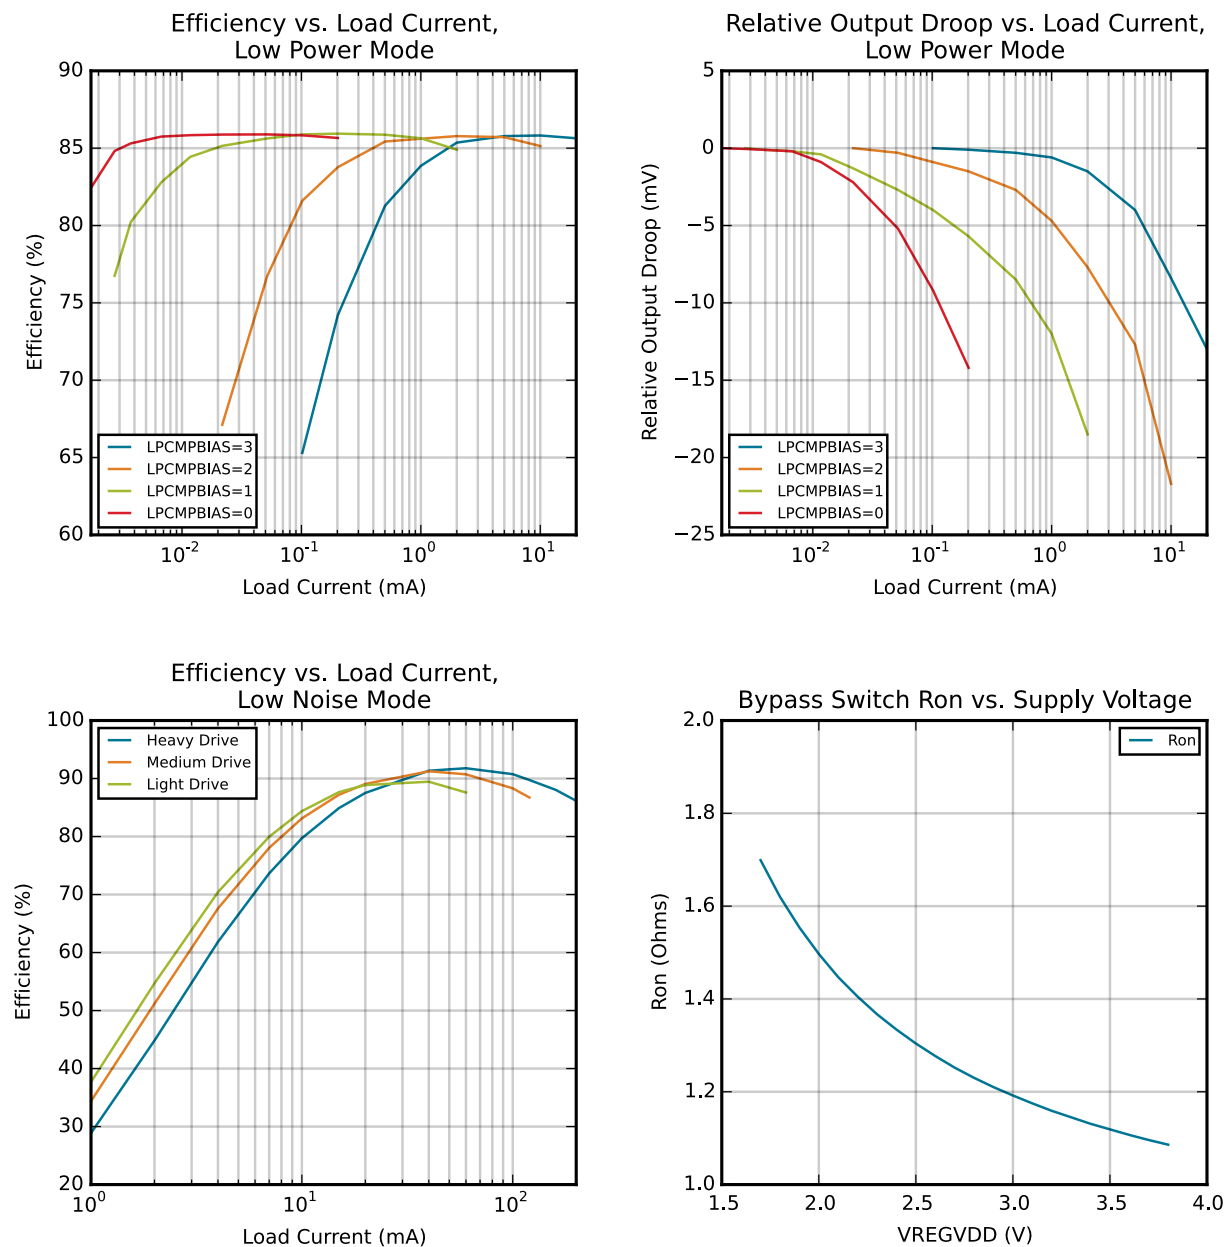 Efficiency vs. Load Current,
Low Power Mode
90
85
80
75
70
65
60
Efficiency (%)
LPCMPBIAS=3
LPCMPBIAS=2
LPCMPBIAS=1
LPCMPBIAS=0
10⁻² 10⁻¹ 10⁰ 10¹
Load Current (mA)
Relative Output Droop vs. Load Current,
Low Power Mode
5
0
−5
−10
−15
−20
−25
Relative Output Droop (mV)
LPCMPBIAS=3
LPCMPBIAS=2
LPCMPBIAS=1
LPCMPBIAS=0
10⁻² 10⁻¹ 10⁰ 10¹
Load Current (mA)
Efficiency vs. Load Current,
Low Noise Mode
100
90
80
70
60
50
40
30
20
Efficiency (%)
Heavy Drive
Medium Drive
Light Drive
10⁰ 10¹ 10²
Load Current (mA)
Bypass Switch Ron vs. Supply Voltage
2.0
1.8
1.6
1.4
1.2
1.0
Ron (Ohms)
Ron
1.5 2.0 2.5 3.0 3.5 4.0
VREGVDD (V)